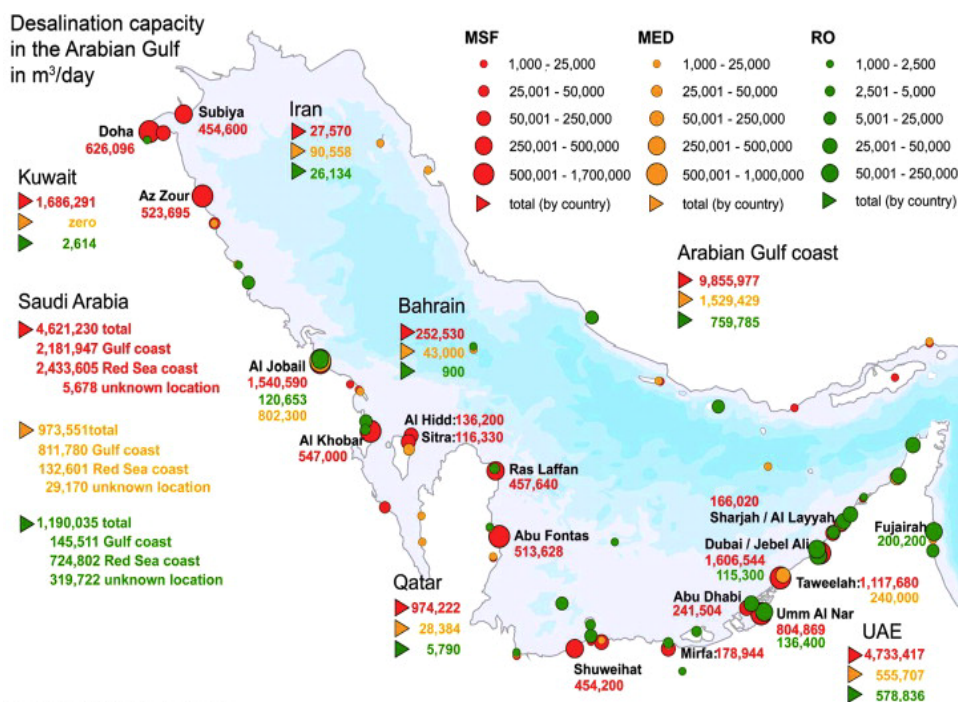 Desalination capacity
in the Arabian Gulf
in m³/day
MSF
1,000 - 25,000
25,001 - 50,000
50,001 - 250,000
250,001 - 500,000
500,001 - 1,700,000
total (by country)
MED
1,000 - 25,000
25,001 - 50,000
50,001 - 250,000
250,001 - 500,000
500,001 - 1,000,000
total (by country)
RO
1,000 - 2,500
2,501 - 5,000
5,001 - 25,000
25,001 - 50,000
50,001 - 250,000
total (by country)
Subiya
454,600
Doha
626,096
Iran
27,570
90,558
26,134
Kuwait
1,686,291
zero
2,614
Az Zour
523,695
Arabian Gulf coast
9,855,977
1,529,429
759,785
Saudi Arabia
4,621,230 total
2,181,947 Gulf coast
2,433,605 Red Sea coast
5,678 unknown location
973,551total
811,780 Gulf coast
132,601 Red Sea coast
29,170 unknown location
1,190,035 total
145,511 Gulf coast
724,802 Red Sea coast
319,722 unknown location
Bahrain
252,530
43,000
900
Al Jobail
1,540,590
120,653
802,300
Al Hidd:136,200
Sitra:116,330
Al Khobar
547,000
Ras Laffan
457,640
Abu Fontas
513,628
Qatar
974,222
28,384
5,790
166,020
Sharjah / Al Layyah
Dubai / Jebel Ali
1,606,544
115,300
Fujairah
200,200
Taweelah:1,117,680
240,000
Abu Dhabi
241,504
Umm Al Nar
804,869
136,400
Mirfa:178,944
Shuweihat
454,200
UAE
4,733,417
555,707
578,836